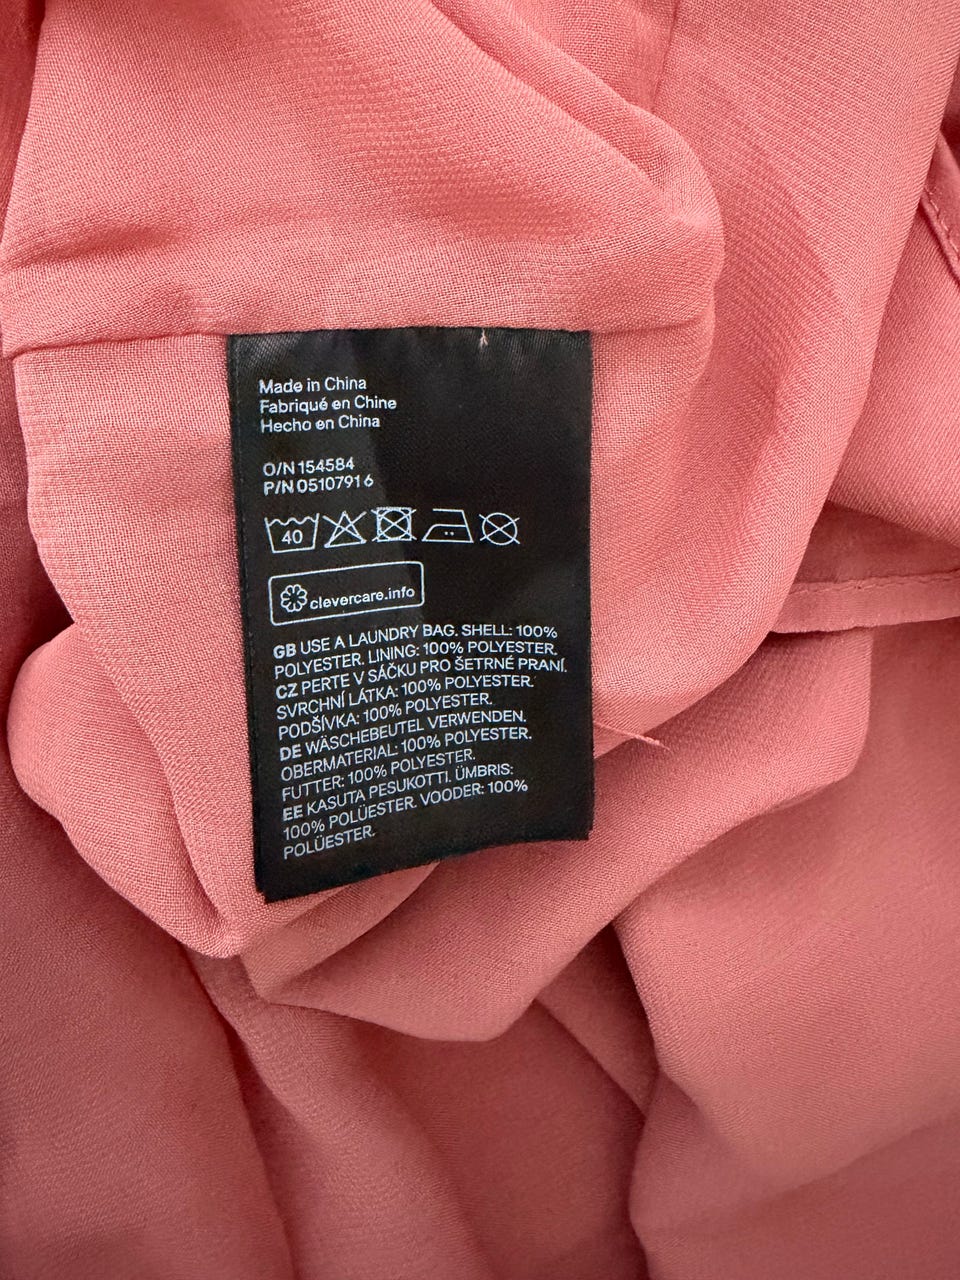 Made in China
Fabriqué en Chine
Hecho en China
O/N 154584
P/N 0510791 6
40
clevercare.info
GB USE A LAUNDRY BAG. SHELL: 100%
POLYESTER. LINING: 100% POLYESTER.
CZ PERTE V SÁČKU PRO ŠETRNÉ PRANÍ.
SVRCHNÍ LÁTKA: 100% POLYESTER.
PODŠÍVKA: 100% POLYESTER.
DE WÄSCHEBEUTEL VERWENDEN.
OBERMATERIAL: 100% POLYESTER.
FUTTER: 100% POLYESTER.
EE KASUTA PESUKOTTI. ÜMBRIS:
100% POLÜESTER. VOODER: 100%
POLÜESTER.